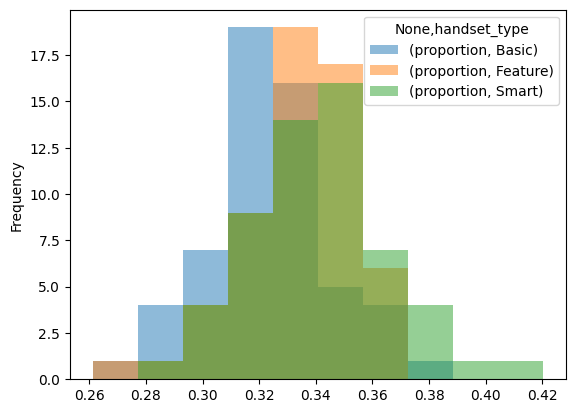 None,handset_type
(proportion, Basic)
(proportion, Feature)
(proportion, Smart)
Frequency
17.5
15.0
12.5
10.0
7.5
5.0
2.5
0.0
0.26 0.28 0.30 0.32 0.34 0.36 0.38 0.40 0.42